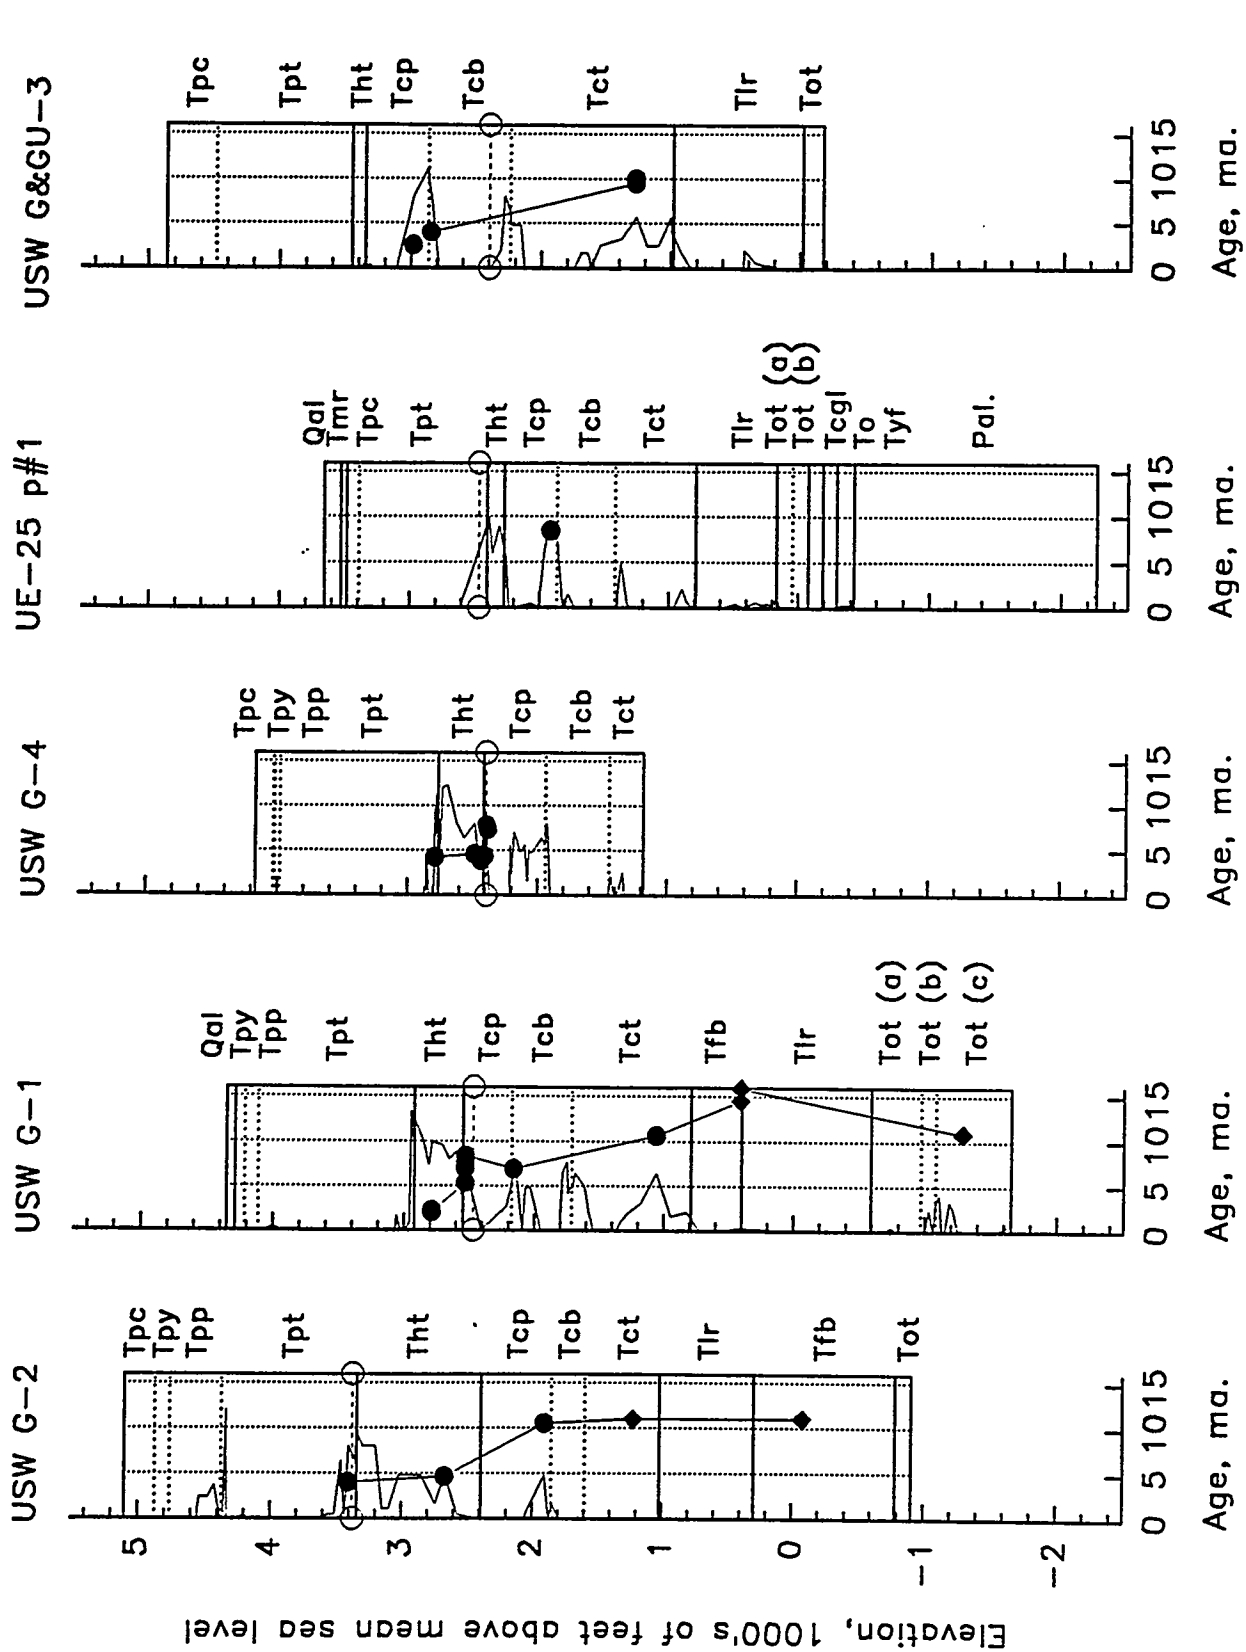 USW G-2
Tpc
Tpy
Tpp
Tpt
Tht
Tcp
Tcb
Tct
Tlr
Tfb
Tot
0 5 10 15
Age, ma.
USW G-1
Qal
Tpy
Tpp
Tpt
Tht
Tcp
Tcb
Tct
Tfb
Tlr
Tot (a)
Tot (b)
Tot (c)
0 5 10 15
Age, ma.
USW G-4
Tpc
Tpy
Tpp
Tpt
Tht
Tcp
Tcb
Tct
0 5 10 15
Age, ma.
UE-25 p#1
Qal
Tmr
Tpc
Tpt
Tht
Tcp
Tcb
Tct
Tlr
Tot (a)
Tot (b)
Tcgl
To
Tyf
Pal.
0 5 10 15
Age, ma.
USW G&GU-3
Tpc
Tpt
Tht
Tcp
Tcb
Tct
Tlr
Tot
0 5 10 15
Age, ma.
5
4
3
2
1
0
-1
-2
Elevation, 1000's of feet above mean sea level